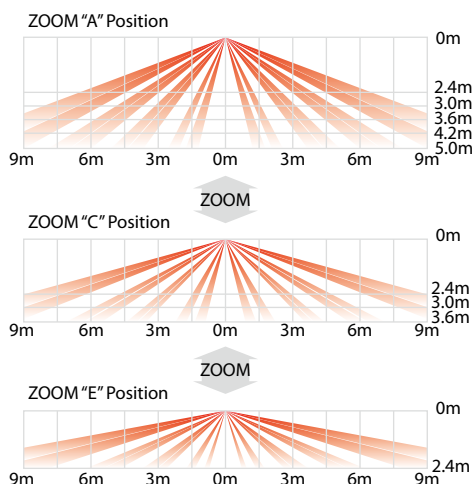 ZOOM “A” Position
0m
2.4m
3.0m
3.6m
4.2m
5.0m
9m 6m 3m 0m 3m 6m 9m
ZOOM
ZOOM “C” Position
0m
2.4m
3.0m
3.6m
9m 6m 3m 0m 3m 6m 9m
ZOOM
ZOOM “E” Position
0m
2.4m
9m 6m 3m 0m 3m 6m 9m